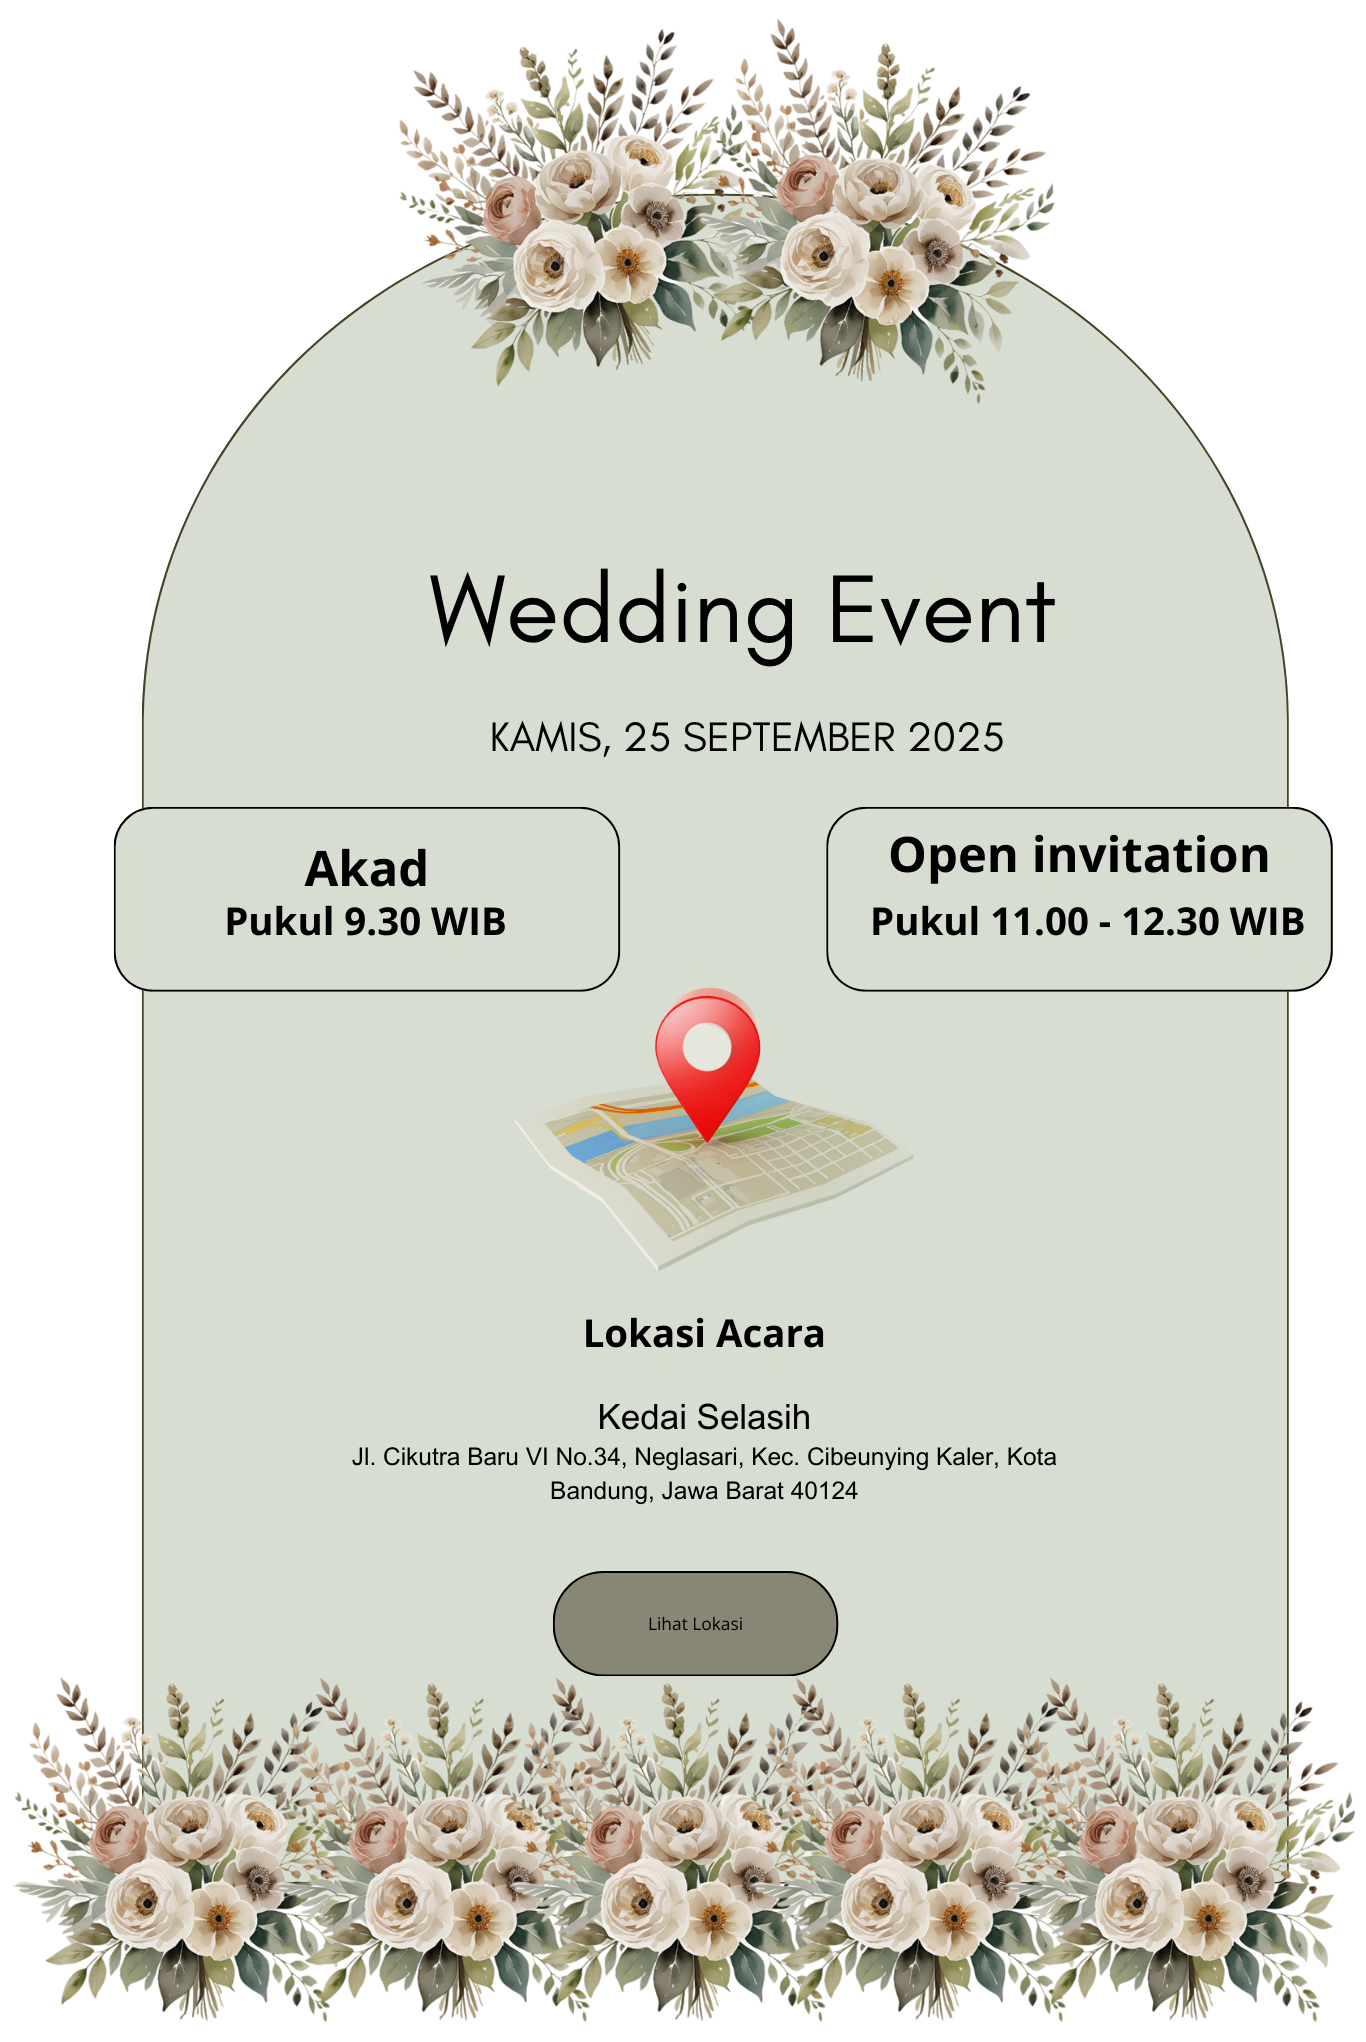 Wedding Event
KAMIS, 25 SEPTEMBER 2025
Akad
Pukul 9.30 WIB
Open invitation
Pukul 11.00 - 12.30 WIB
Lokasi Acara
Kedai Selasih
Jl. Cikutra Baru VI No.34, Neglasari, Kec. Cibeunying Kaler, Kota
Bandung, Jawa Barat 40124
Lihat Lokasi